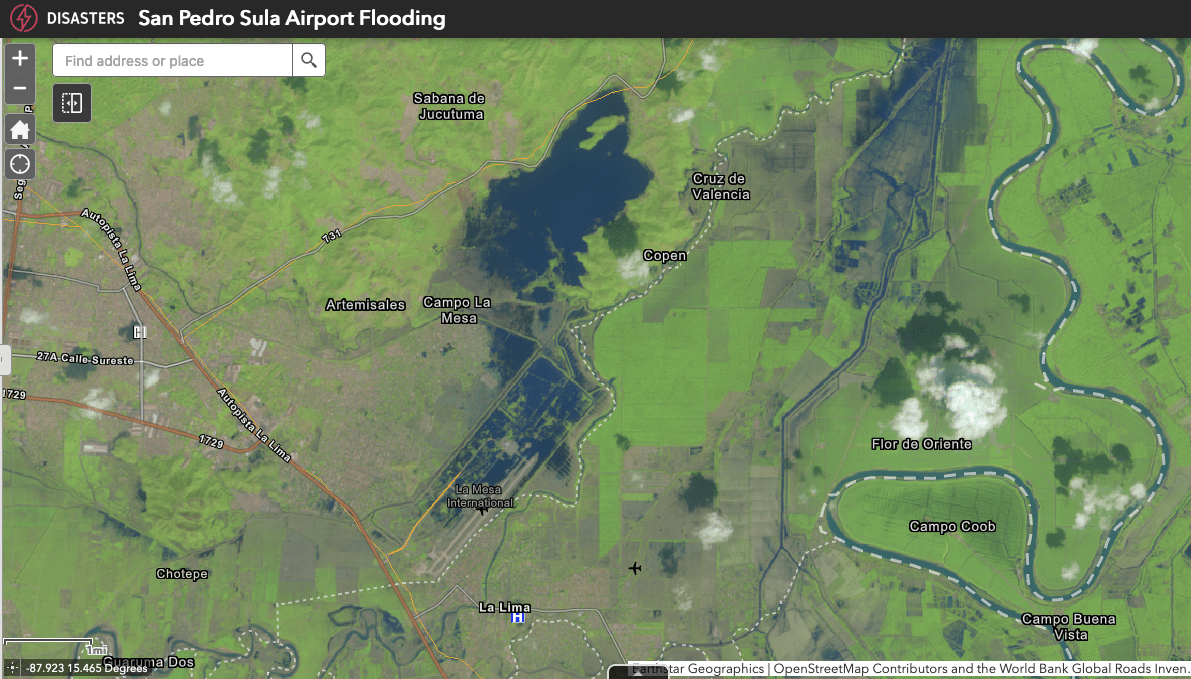 DISASTERS San Pedro Sula Airport Flooding
Find address or place
Sabana de
Jucutuma
Cruz de
Valencia
Autopista La Lima
731
Copen
Artemisales
Campo La
Mesa
27A Calle Sureste
1729
Autopista La Lima
1729
Flor de Oriente
La Mesa
International
Campo Coob
Chotepe
La Lima
H
Campo Buena
Vista
1mi
Guaruma Dos
-87.923 15.465 Degrees
Earthstar Geographics | OpenStreetMap Contributors and the World Bank Global Roads Inven